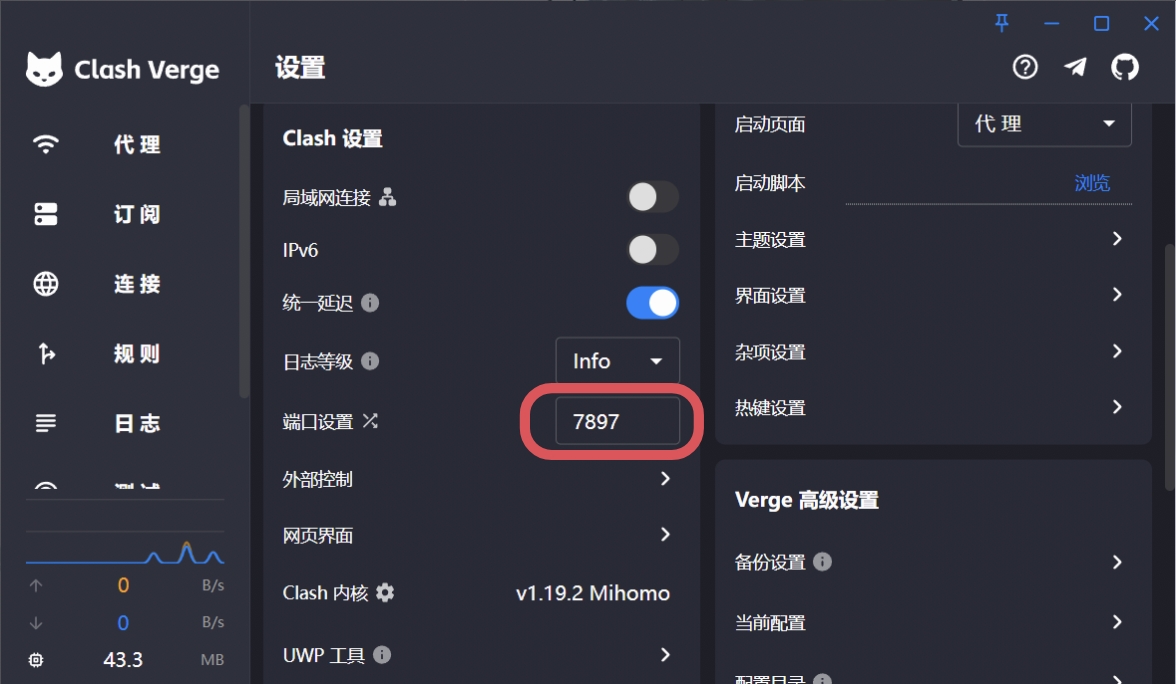 Clash Verge
代 理
订 阅
连 接
规 则
日 志
测 试
0 B/s
0 B/s
43.3 MB
设置
Clash 设置
局域网连接
IPv6
统一延迟
日志等级 Info
端口设置 7897
外部控制
网页界面
Clash 内核 v1.19.2 Mihomo
UWP 工具
启动页面 代 理
启动脚本 浏览
主题设置
界面设置
杂项设置
热键设置
Verge 高级设置
备份设置
当前配置
配置目录